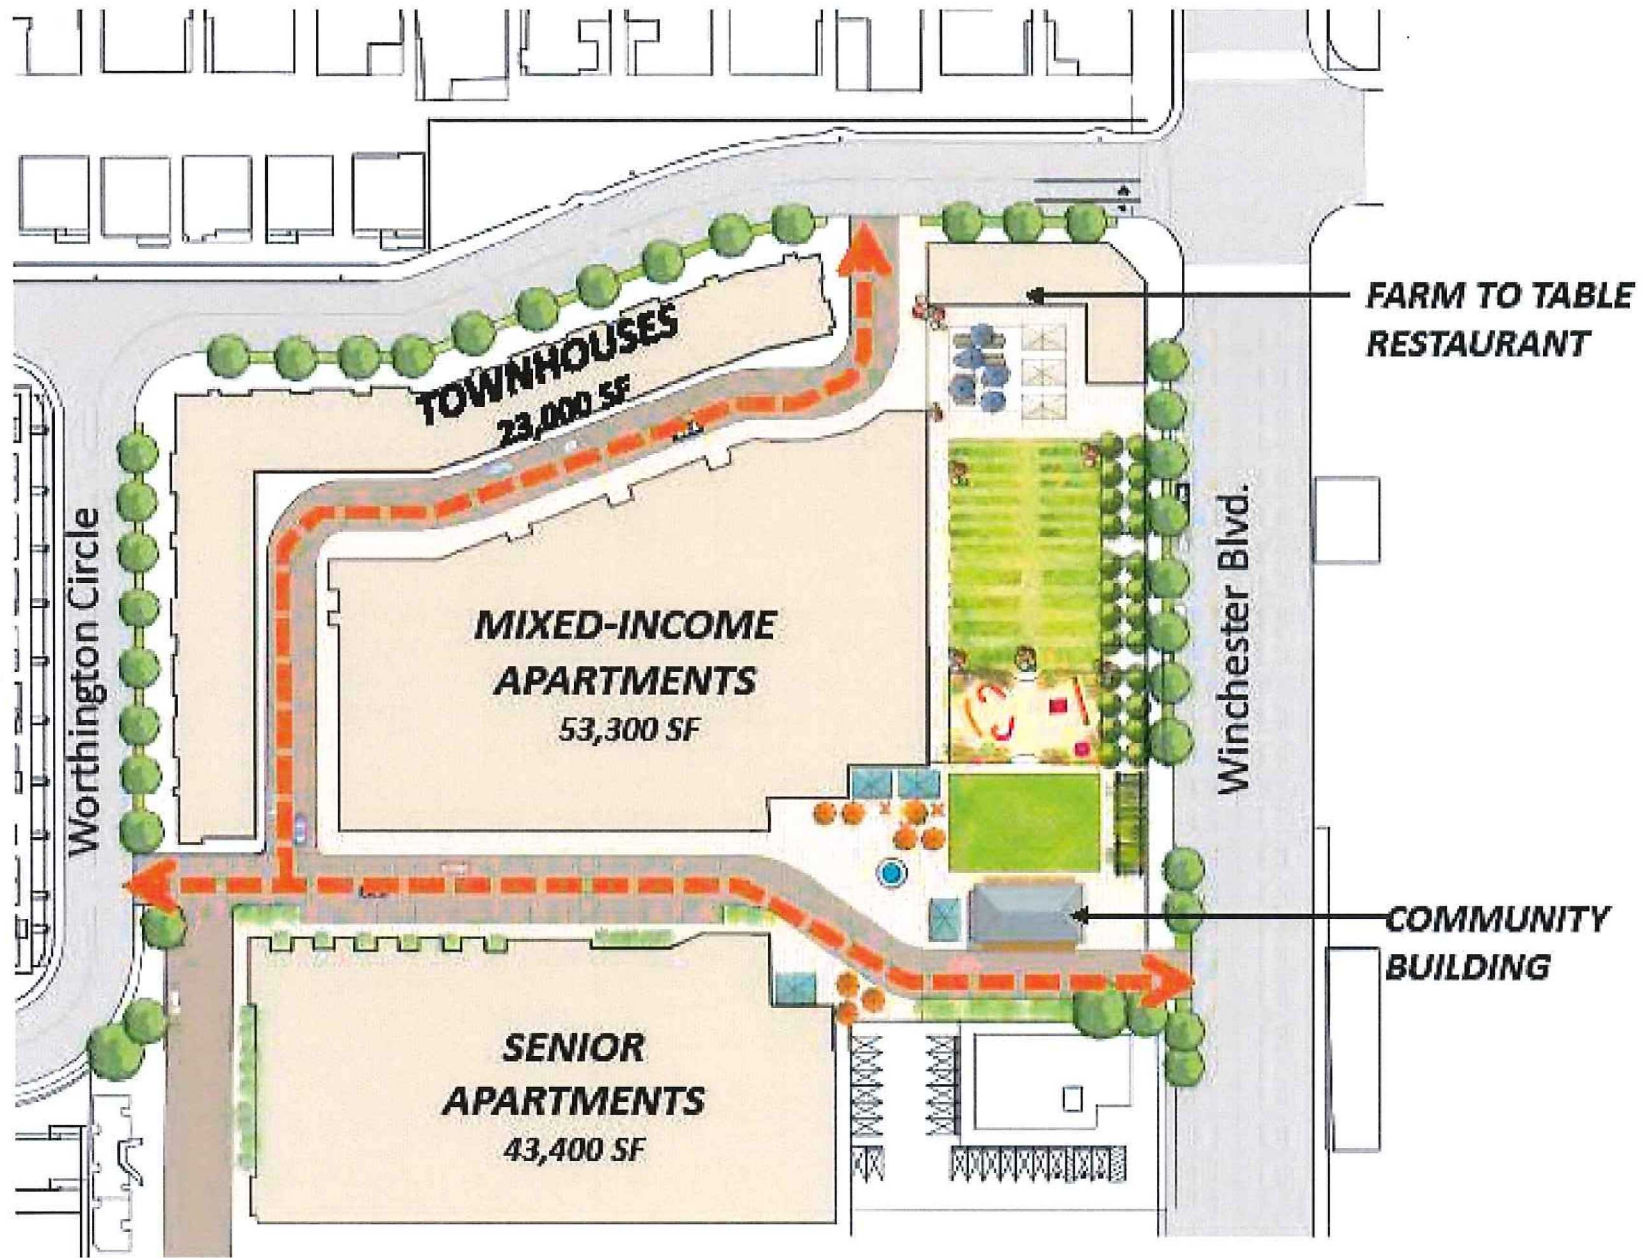 FARM TO TABLE
RESTAURANT
TOWNHOUSES
23,000 SF
Worthington Circle
MIXED-INCOME
APARTMENTS
53,300 SF
Winchester Blvd.
COMMUNITY
BUILDING
SENIOR
APARTMENTS
43,400 SF